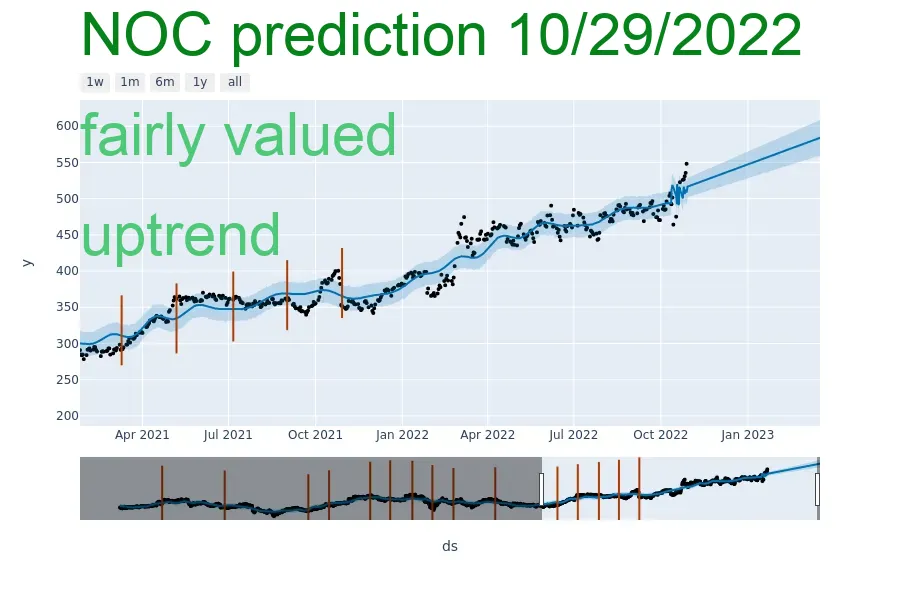 NOC prediction 10/29/2022
1w 1m 6m 1y all
fairly valued
uptrend
600
550
500
450
400
350
300
250
200
y
Apr 2021 Jul 2021 Oct 2021 Jan 2022 Apr 2022 Jul 2022 Oct 2022 Jan 2023
ds